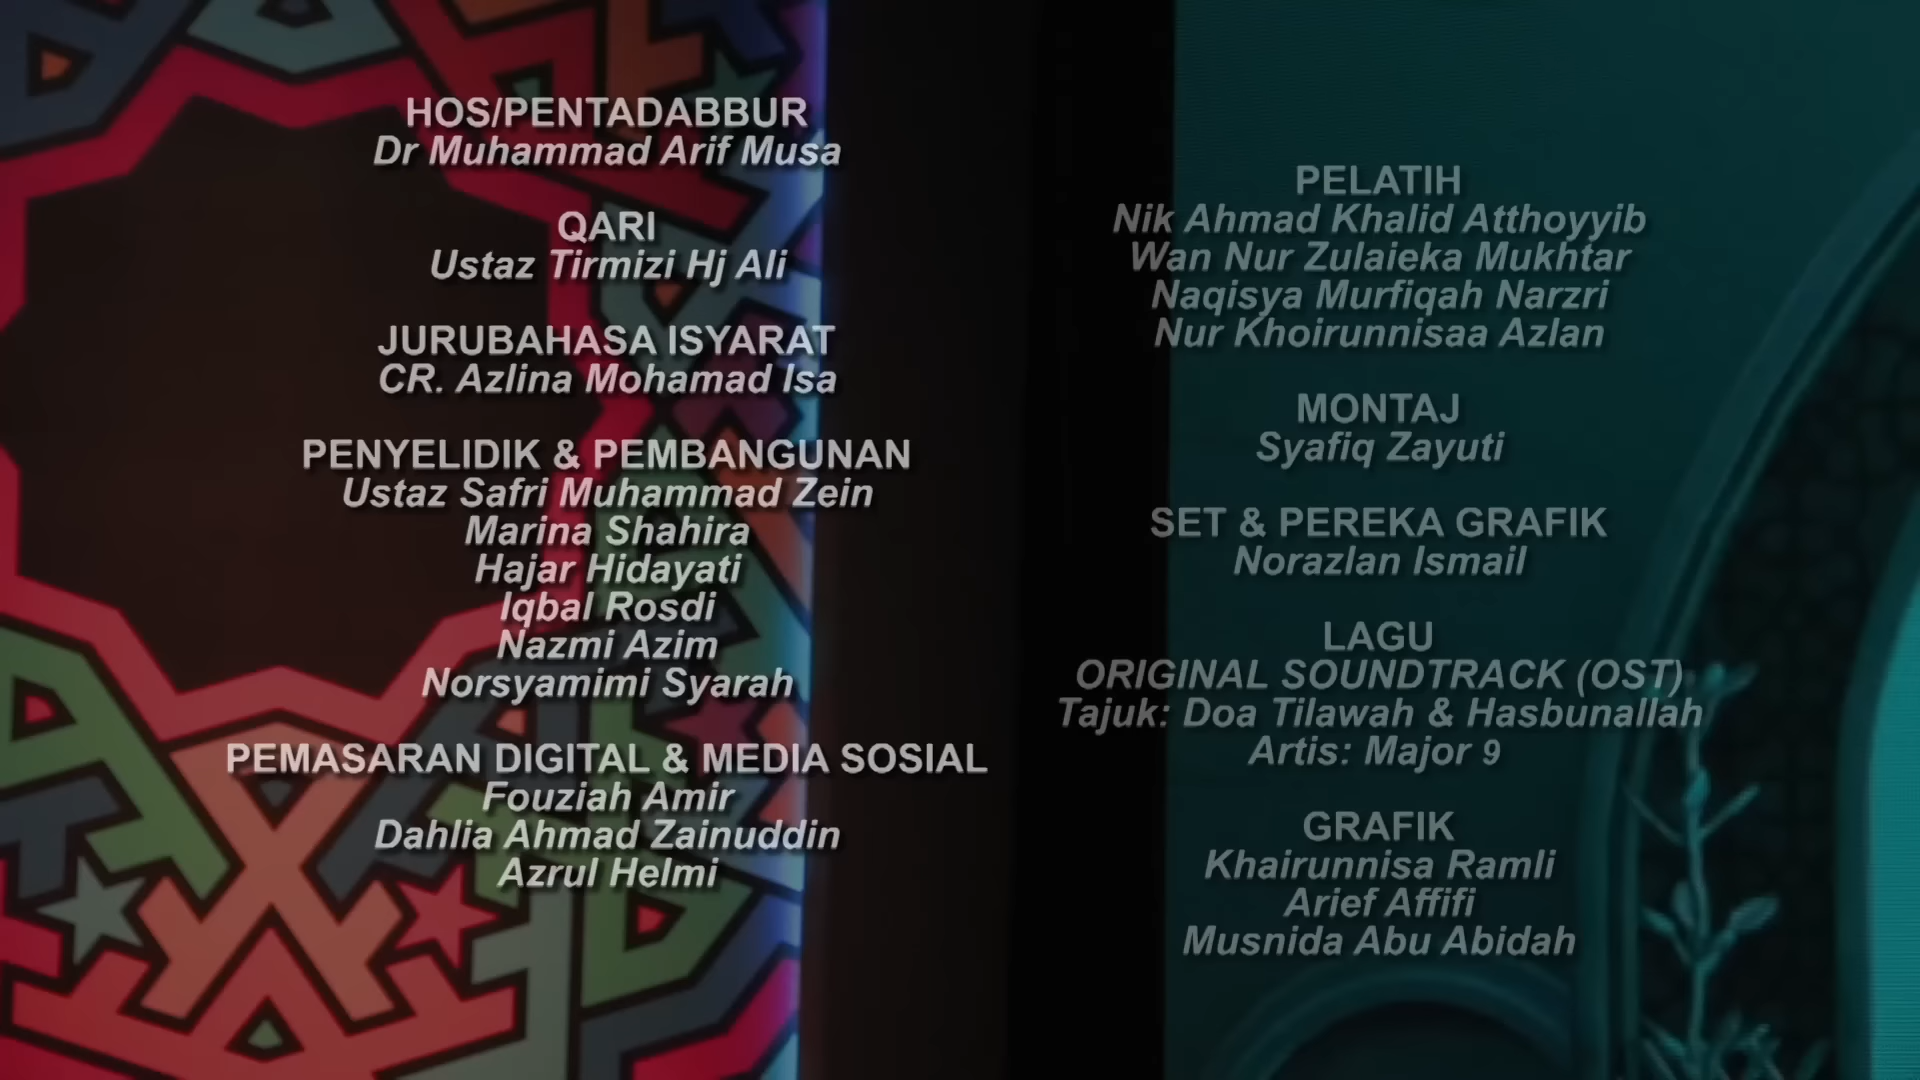 HOS/PENTADABBUR
Dr Muhammad Arif Musa
QARI
Ustaz Tirmizi Hj Ali
JURUBAHASA ISYARAT
CR. Azlina Mohamad Isa
PENYELIDIK & PEMBANGUNAN
Ustaz Safri Muhammad Zein
Marina Shahira
Hajar Hidayati
Iqbal Rosdi
Nazmi Azim
Norsyamimi Syarah
PEMASARAN DIGITAL & MEDIA SOSIAL
Fouziah Amir
Dahlia Ahmad Zainuddin
Azrul Helmi
PELATIH
Nik Ahmad Khalid Atthoyyib
Wan Nur Zulaieka Mukhtar
Naqisya Murfiqah Narzri
Nur Khoirunnisaa Azlan
MONTAJ
Syafiq Zayuti
SET & PEREKA GRAFIK
Norazlan Ismail
LAGU
ORIGINAL SOUNDTRACK (OST)
Tajuk: Doa Tilawah & Hasbunallah
Artis: Major 9
GRAFIK
Khairunnisa Ramli
Arief Affifi
Musnida Abu Abidah